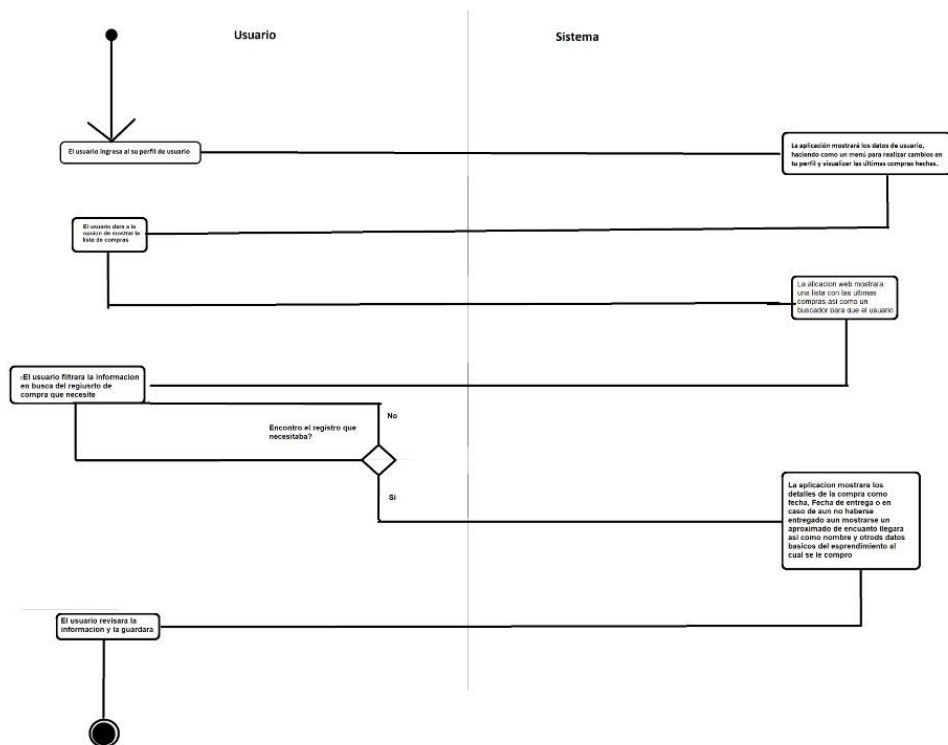 Usuario
Sistema
El usuario ingresa al su perfil de usuario
La aplicación mostrará los datos de usuario,
haciendo como un menú para realizar cambios en
tu perfil y visualizar las últimas compras hechas.
El usuario dara a la
opcion de mostrar la
lista de compras
La alicacion web mostrara
una lista con las últimas
compras asi como un
buscador para que el usuario
El usuario filtrara la informacion
en busca del regiusrto de
compra que necesite
No
Encontro el registro que
necesitaba?
Si
La aplicacion mostrara los
detalles de la compra como
fecha, Fecha de entrega o en
caso de aun no haberse
entregado aun mostrarse un
aproximado de encuanto llegara
asi como nombre y otrods datos
basicos del esprendimiento al
cual se le compro
El usuario revisara la
informacion y la guardara